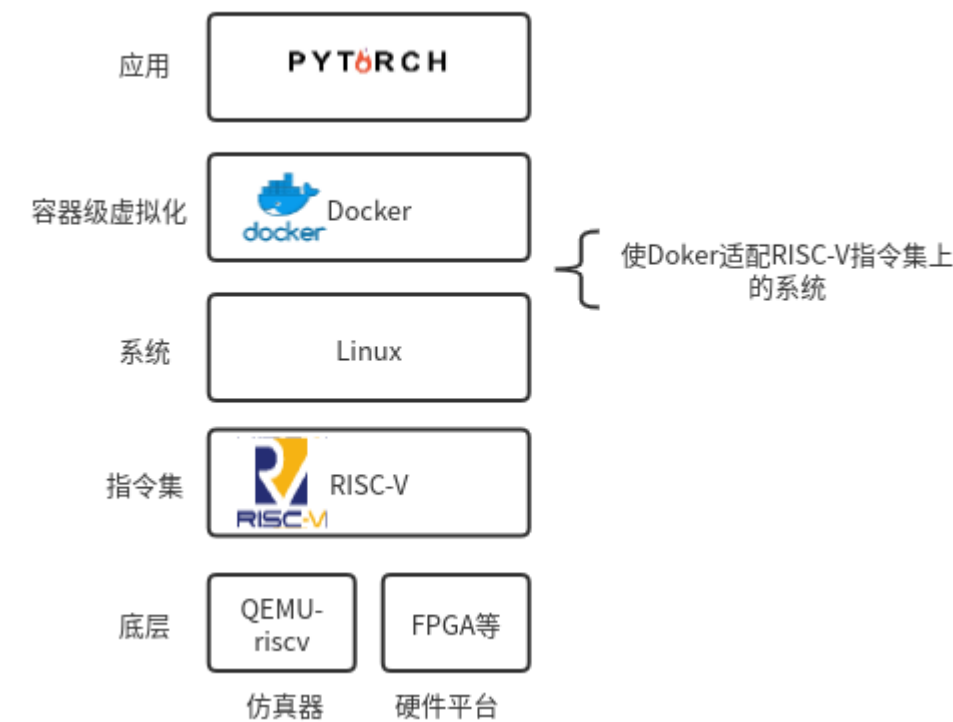 应用
PYTORCH
容器级虚拟化
docker
Docker
使Doker适配RISC-V指令集上
的系统
系统
Linux
指令集
RISC-V
RISC-V
底层
QEMU-
riscv
FPGA等
仿真器
硬件平台